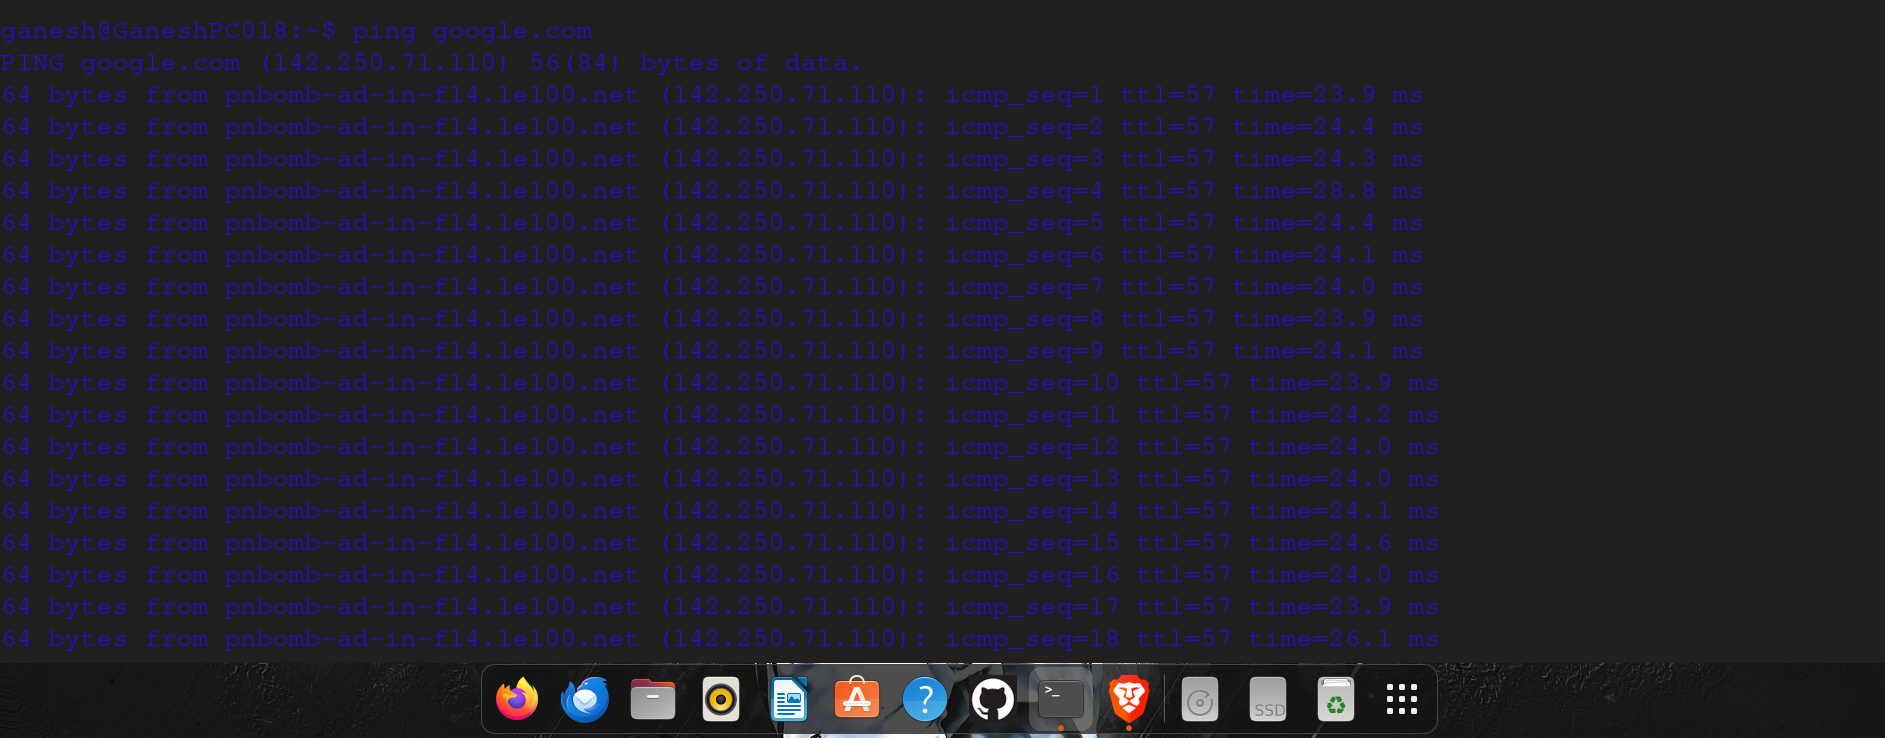 ganesh@GaneshPC018:~$ ping google.com
PING google.com (142.250.71.110) 56(84) bytes of data.
64 bytes from pnbomb-ad-in-f14.1e100.net (142.250.71.110): icmp_seq=1 ttl=57 time=23.9 ms
64 bytes from pnbomb-ad-in-f14.1e100.net (142.250.71.110): icmp_seq=2 ttl=57 time=24.4 ms
64 bytes from pnbomb-ad-in-f14.1e100.net (142.250.71.110): icmp_seq=3 ttl=57 time=24.3 ms
64 bytes from pnbomb-ad-in-f14.1e100.net (142.250.71.110): icmp_seq=4 ttl=57 time=28.8 ms
64 bytes from pnbomb-ad-in-f14.1e100.net (142.250.71.110): icmp_seq=5 ttl=57 time=24.4 ms
64 bytes from pnbomb-ad-in-f14.1e100.net (142.250.71.110): icmp_seq=6 ttl=57 time=24.1 ms
64 bytes from pnbomb-ad-in-f14.1e100.net (142.250.71.110): icmp_seq=7 ttl=57 time=24.0 ms
64 bytes from pnbomb-ad-in-f14.1e100.net (142.250.71.110): icmp_seq=8 ttl=57 time=23.9 ms
64 bytes from pnbomb-ad-in-f14.1e100.net (142.250.71.110): icmp_seq=9 ttl=57 time=24.1 ms
64 bytes from pnbomb-ad-in-f14.1e100.net (142.250.71.110): icmp_seq=10 ttl=57 time=23.9 ms
64 bytes from pnbomb-ad-in-f14.1e100.net (142.250.71.110): icmp_seq=11 ttl=57 time=24.2 ms
64 bytes from pnbomb-ad-in-f14.1e100.net (142.250.71.110): icmp_seq=12 ttl=57 time=24.0 ms
64 bytes from pnbomb-ad-in-f14.1e100.net (142.250.71.110): icmp_seq=13 ttl=57 time=24.0 ms
64 bytes from pnbomb-ad-in-f14.1e100.net (142.250.71.110): icmp_seq=14 ttl=57 time=24.1 ms
64 bytes from pnbomb-ad-in-f14.1e100.net (142.250.71.110): icmp_seq=15 ttl=57 time=24.6 ms
64 bytes from pnbomb-ad-in-f14.1e100.net (142.250.71.110): icmp_seq=16 ttl=57 time=24.0 ms
64 bytes from pnbomb-ad-in-f14.1e100.net (142.250.71.110): icmp_seq=17 ttl=57 time=23.9 ms
64 bytes from pnbomb-ad-in-f14.1e100.net (142.250.71.110): icmp_seq=18 ttl=57 time=26.1 ms
? >_ SSD